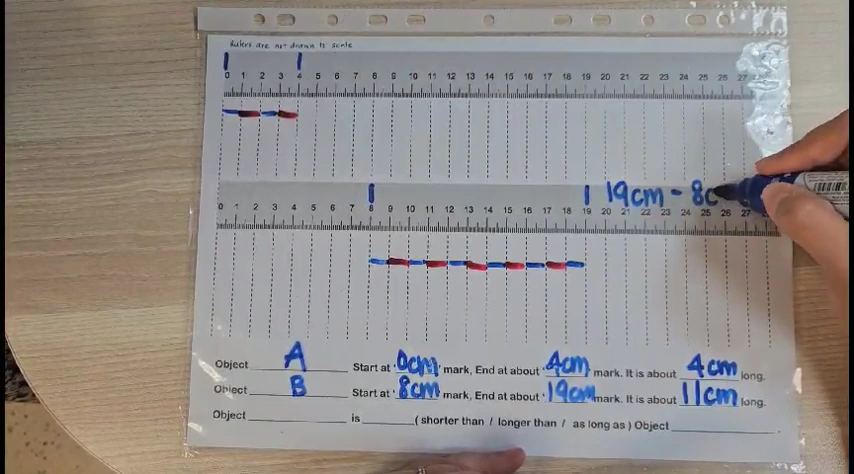 Rulers are not drawn to scale
0 1 2 3 4 5 6 7 8 9 10 11 12 13 14 15 16 17 18 19 20 21 22 23 24 25 26 27
19cm - 8c
0 1 2 3 4 5 6 7 8 9 10 11 12 13 14 15 16 17 18 19 20 21 22 23 24 25 26 27
Object A Start at 0cm mark, End at about 4cm mark. It is about 4cm long.
Object B Start at 8cm mark, End at about 19cm mark. It is about 11cm long.
Object is ( shorter than / longer than / as long as ) Object